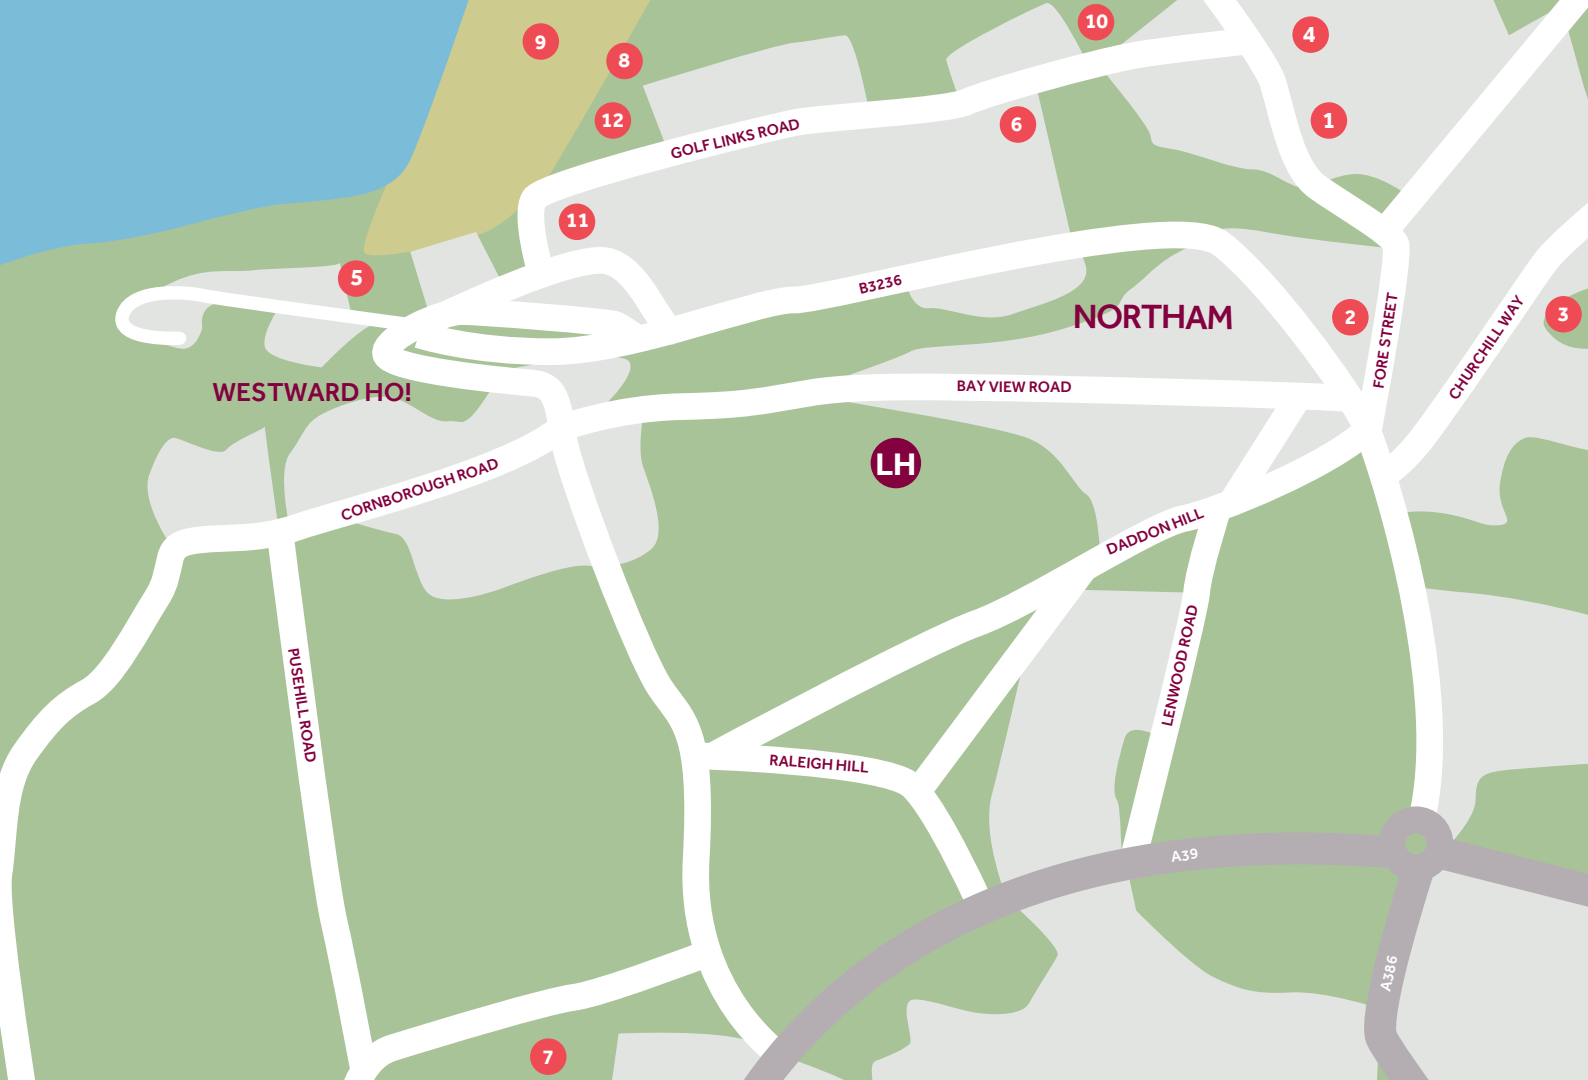 10
4
9
8
12
6
1
GOLF LINKS ROAD
11
5
B3236
NORTHAM
2
FORE STREET
3
CHURCHILL WAY
WESTWARD HO!
BAY VIEW ROAD
LH
CORNBOROUGH ROAD
DADDON HILL
LENWOOD ROAD
PUSEHILL ROAD
RALEIGH HILL
A39
A386
7